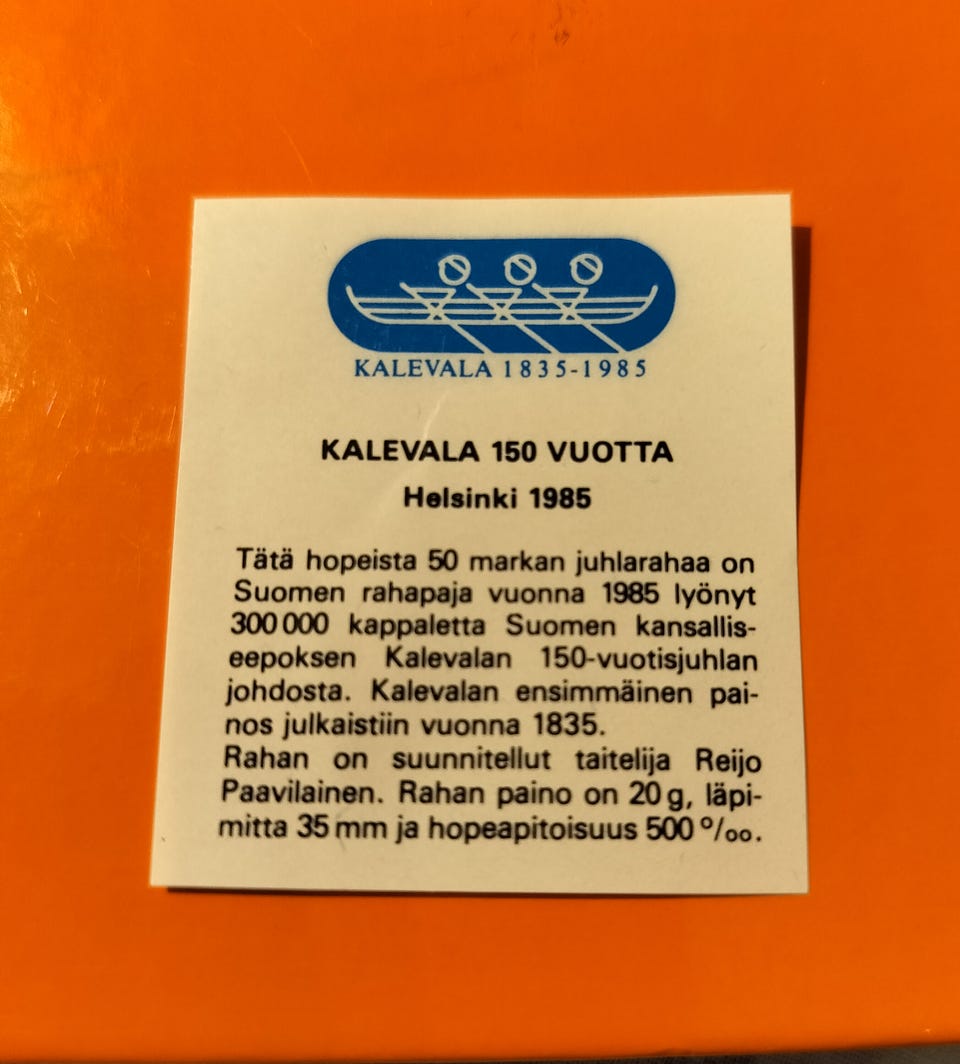 KALEVALA 1835-1985
KALEVALA 150 VUOTTA
Helsinki 1985
Tätä hopeista 50 markan juhlarahaa on
Suomen rahapaja vuonna 1985 lyönyt
300 000 kappaletta Suomen kansallis-
eepoksen Kalevalan 150-vuotisjuhlan
johdosta. Kalevalan ensimmäinen pai-
nos julkaistiin vuonna 1835.
Rahan on suunnitellut taitelija Reijo
Paavilainen. Rahan paino on 20 g, läpi-
mitta 35 mm ja hopeapitoisuus 500 ‰.